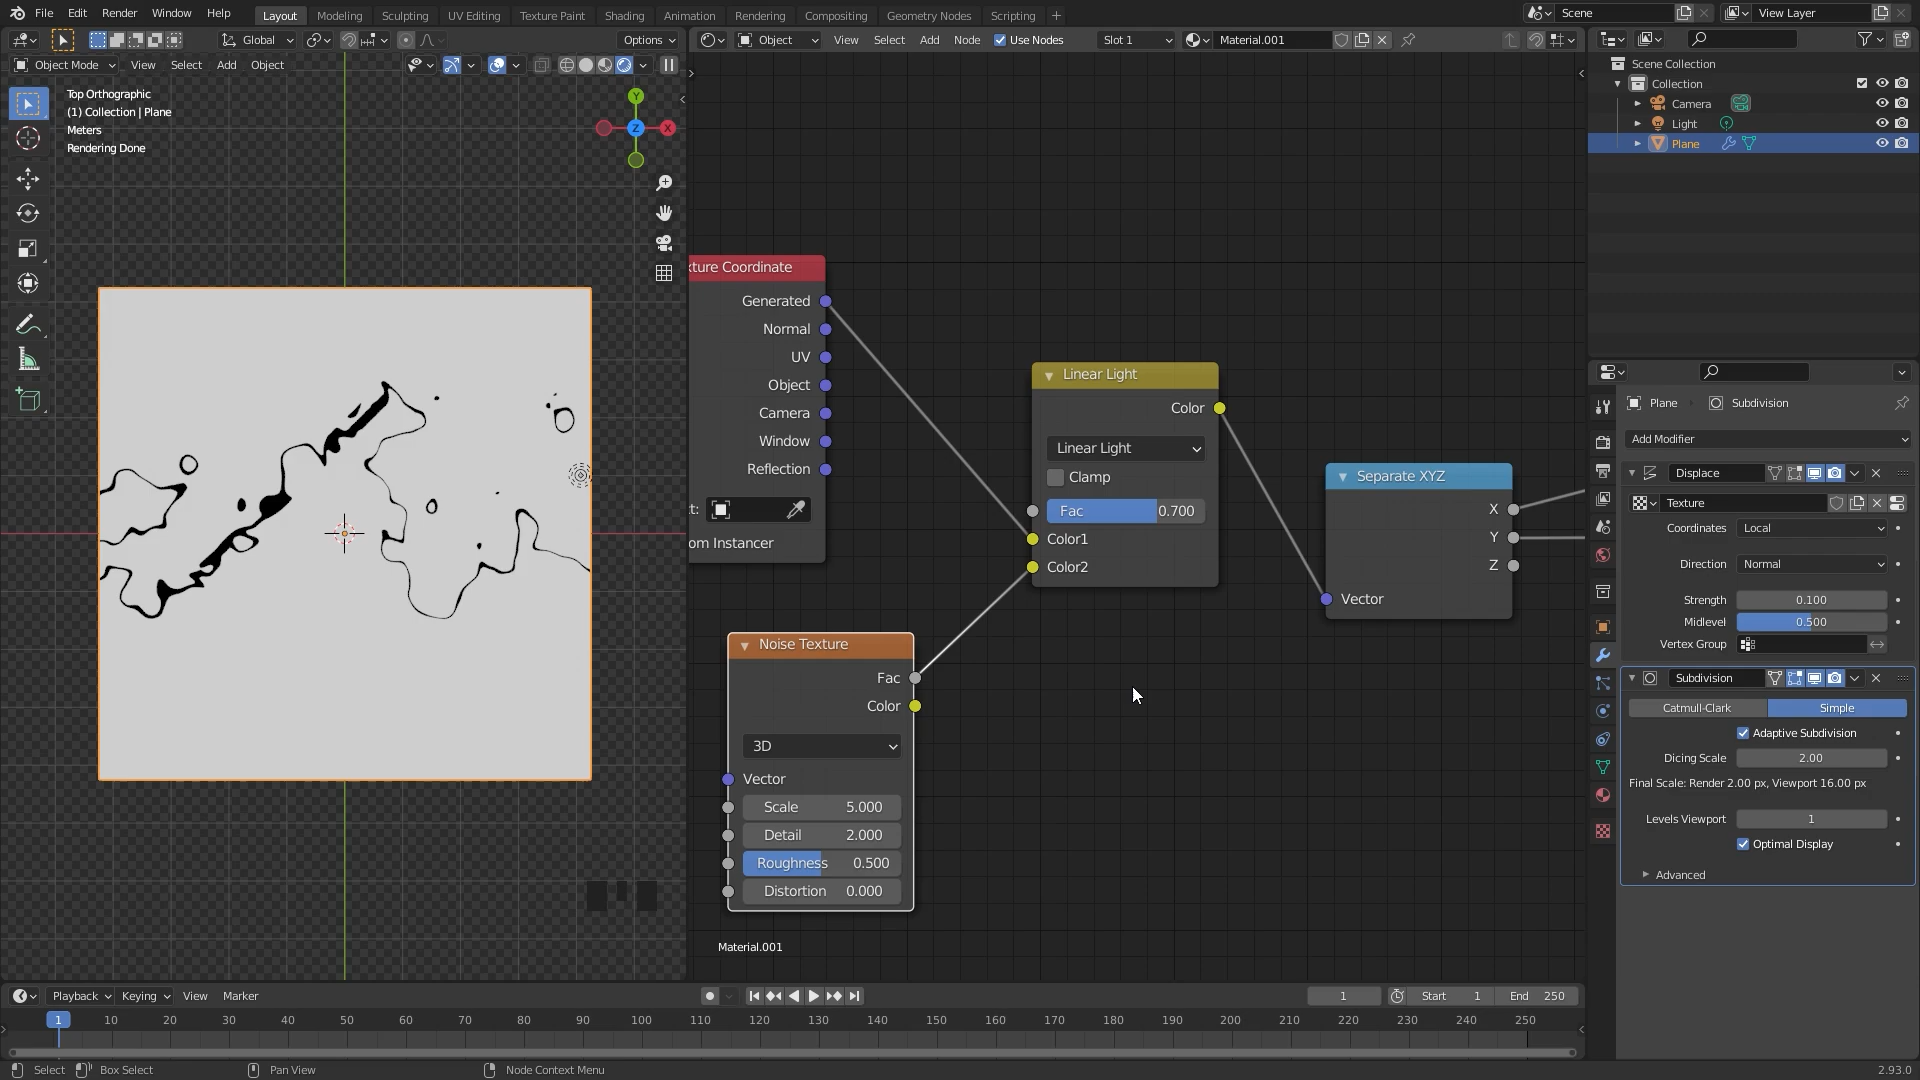 File Edit Render Window Help Layout Modeling Sculpting UV Editing Texture Paint Shading Animation Rendering Compositing Geometry Nodes Scripting + Scene View Layer
Global Options
Object View Select Add Node Use Nodes Slot 1 Material.001
Object Mode View Select Add Object
Top Orthographic
(1) Collection | Plane
Meters
Rendering Done
Y
Z
X
Scene Collection
Collection
Camera
Light
Plane
xture Coordinate
Generated
Normal
UV
Object
Camera
Window
Reflection
t:
om Instancer
Linear Light
Color
Linear Light
Clamp
Fac 0.700
Color1
Color2
Separate XYZ
X
Y
Z
Vector
Noise Texture
Fac
Color
3D
Vector
Scale 5.000
Detail 2.000
Roughness 0.500
Distortion 0.000
Material.001
Plane Subdivision
Add Modifier
Displace
Texture
Coordinates Local
Direction Normal
Strength 0.100
Midlevel 0.500
Vertex Group
Subdivision
Catmull-Clark Simple
Adaptive Subdivision
Dicing Scale 2.00
Final Scale: Render 2.00 px, Viewport 16.00 px
Levels Viewport 1
Optimal Display
Advanced
Playback Keying View Marker 1 Start 1 End 250
1 10 20 30 40 50 60 70 80 90 100 110 120 130 140 150 160 170 180 190 200 210 220 230 240 250
Select Box Select Pan View Node Context Menu 2.93.0